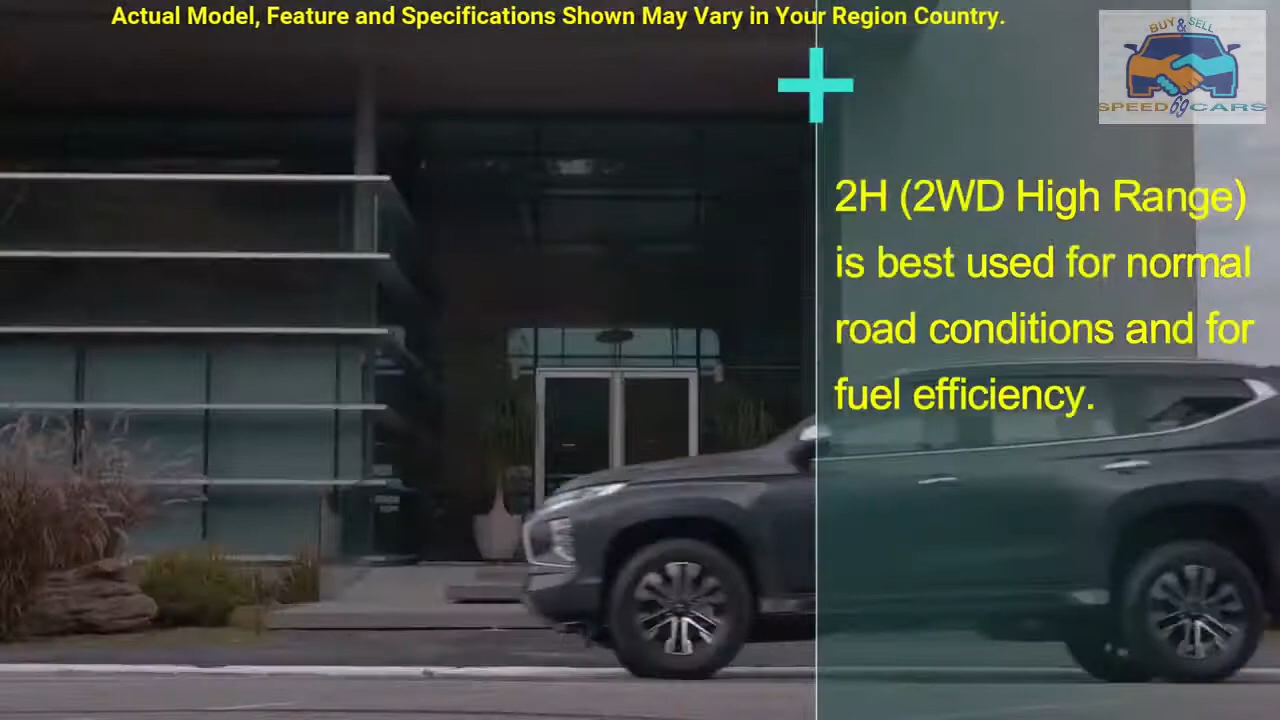 Actual Model, Feature and Specifications Shown May Vary in Your Region Country.
BUY & SELL
SPEED 69 CARS
2H (2WD High Range)
is best used for normal
road conditions and for
fuel efficiency.